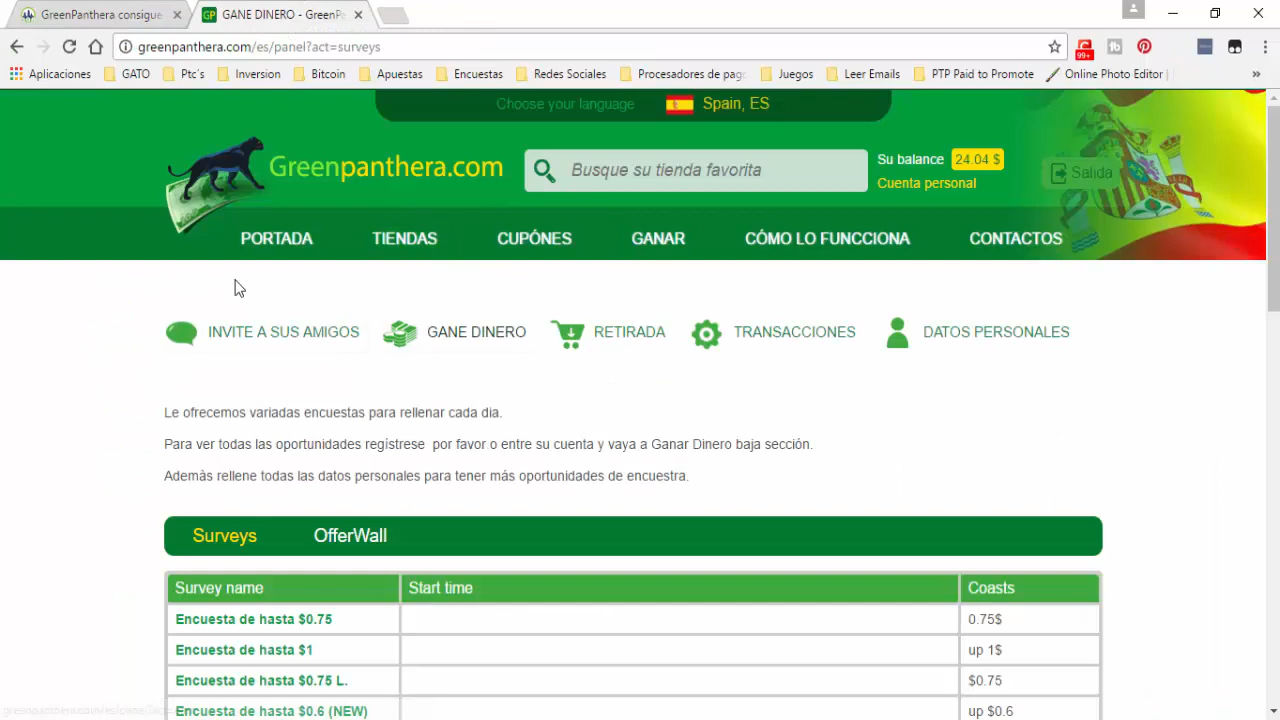 GreenPanthera consigue
GANE DINERO - GreenPa
greenpanthera.com/es/panel?act=surveys
99+
Aplicaciones GATO Ptc's Inversion Bitcoin Apuestas Encuestas Redes Sociales Procesadores de pago Juegos Leer Emails PTP Paid to Promote Online Photo Editor »
Choose your language Spain, ES
Greenpanthera.com
Busque su tienda favorita
Su balance 24.04 $
Cuenta personal
Salida
PORTADA TIENDAS CUPÓNES GANAR CÓMO LO FUNCCIONA CONTACTOS
INVITE A SUS AMIGOS GANE DINERO RETIRADA TRANSACCIONES DATOS PERSONALES
Le ofrecemos variadas encuestas para rellenar cada dia.
Para ver todas las oportunidades regístrese por favor o entre su cuenta y vaya a Ganar Dinero baja sección.
Además rellene todas las datos personales para tener más oportunidades de encuesta.
Surveys OfferWall
Survey name Start time Coasts
Encuesta de hasta $0.75 0.75$
Encuesta de hasta $1 up 1$
Encuesta de hasta $0.75 L. $0.75
Encuesta de hasta $0.6 (NEW) up $0.6